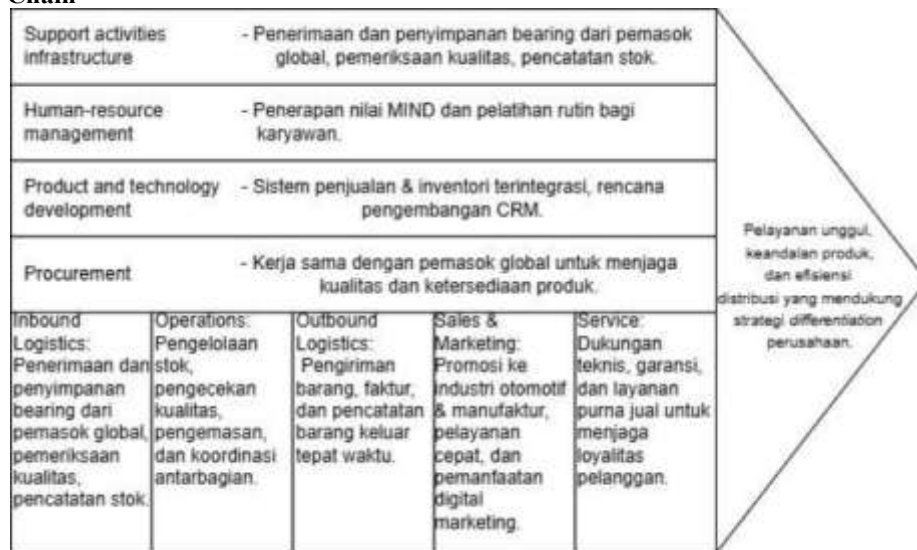 Chain
Support activities
infrastructure
- Penerimaan dan penyimpanan bearing dari pemasok
global, pemeriksaan kualitas, pencatatan stok.
Human-resource
management
- Penerapan nilai MIND dan pelatihan rutin bagi
karyawan.
Product and technology
development
- Sistem penjualan & inventori terintegrasi, rencana
pengembangan CRM.
Procurement
- Kerja sama dengan pemasok global untuk menjaga
kualitas dan ketersediaan produk.
Inbound
Logistics:
Penerimaan dan
penyimpanan
bearing dari
pemasok global,
pemeriksaan
kualitas,
pencatatan stok.
Operations:
Pengelolaan
stok,
pengecekan
kualitas,
pengemasan,
dan koordinasi
antarbagian.
Outbound
Logistics:
Pengiriman
barang, faktur,
dan pencatatan
barang keluar
tepat waktu.
Sales &
Marketing:
Promosi ke
industri otomotif
& manufaktur,
pelayanan
cepat, dan
pemanfaatan
digital
marketing.
Service:
Dukungan
teknis, garansi,
dan layanan
purna jual untuk
menjaga
loyalitas
pelanggan.
Pelayanan unggul,
keandalan produk,
dan efisiensi
distribusi yang mendukung
strategi differentiation
perusahaan.